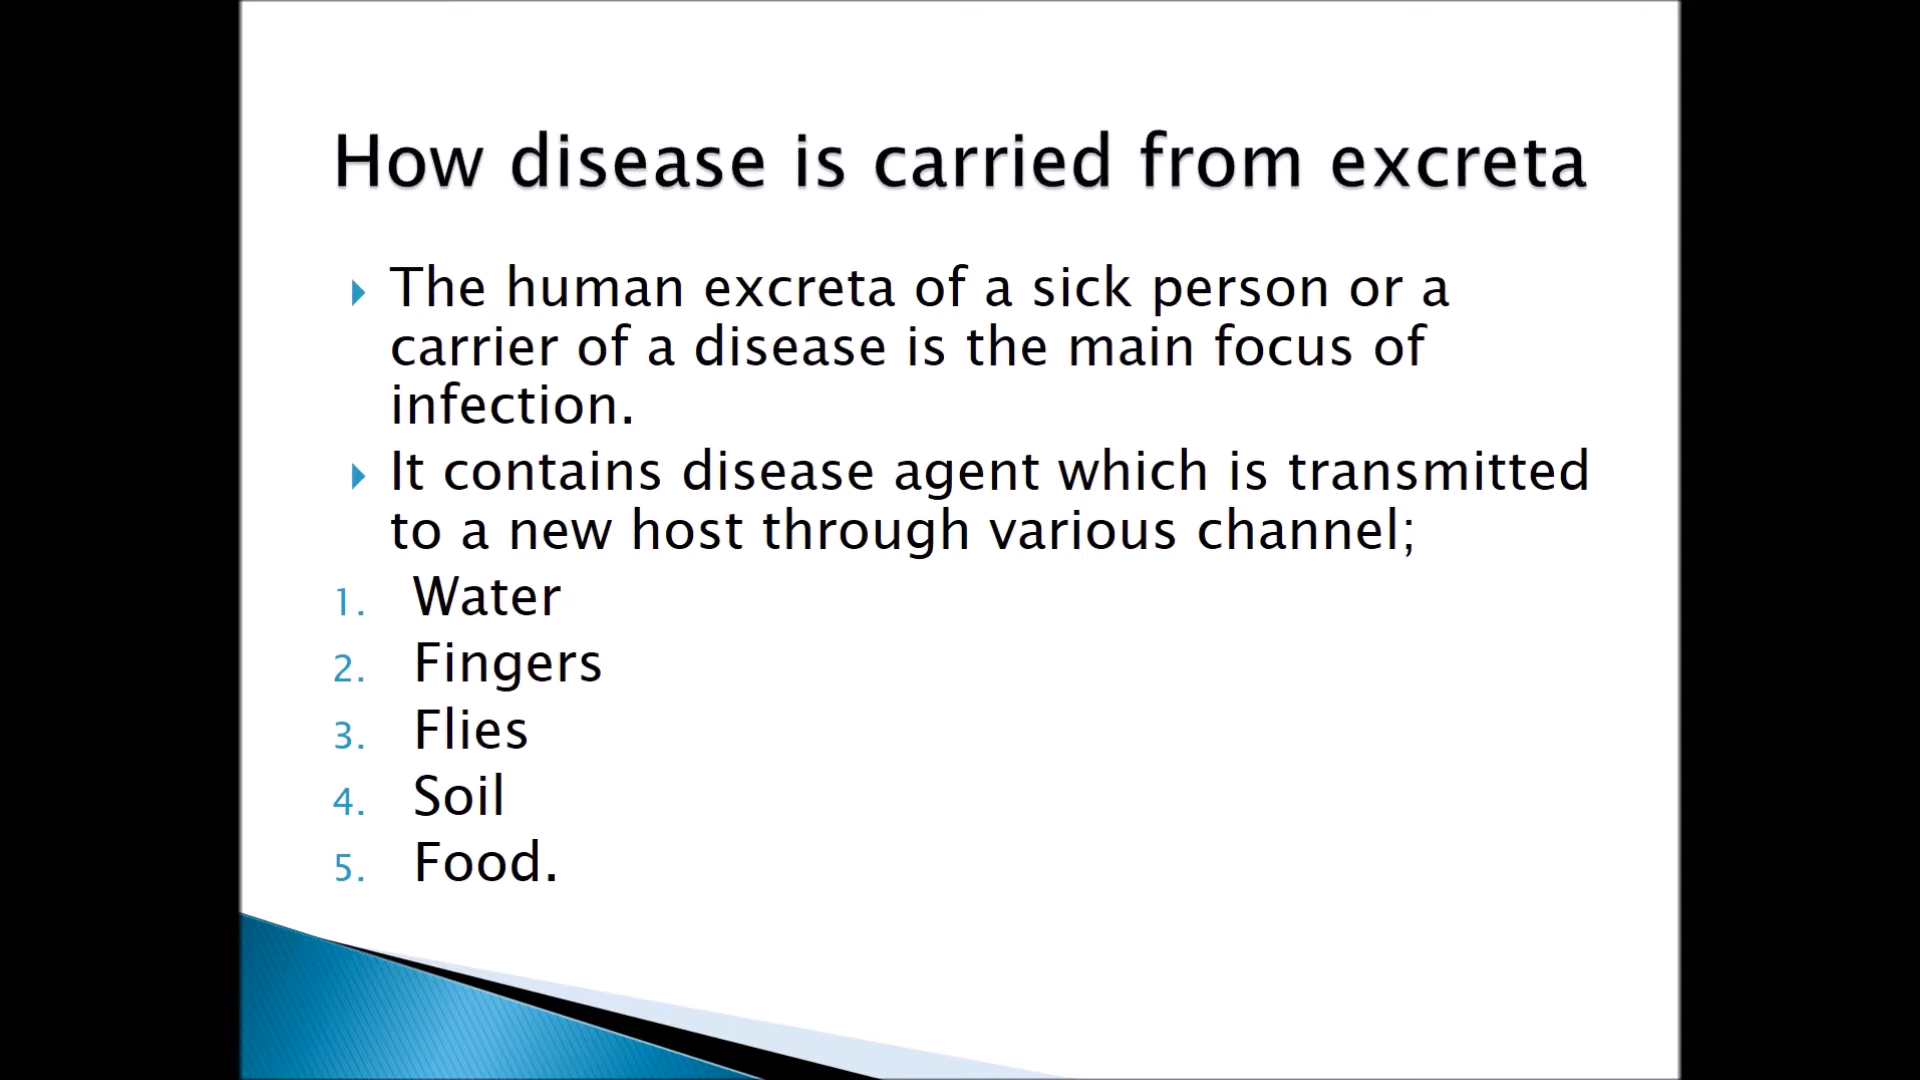 How disease is carried from excreta
The human excreta of a sick person or a
carrier of a disease is the main focus of
infection.
It contains disease agent which is transmitted
to a new host through various channel;
1. Water
2. Fingers
3. Flies
4. Soil
5. Food.